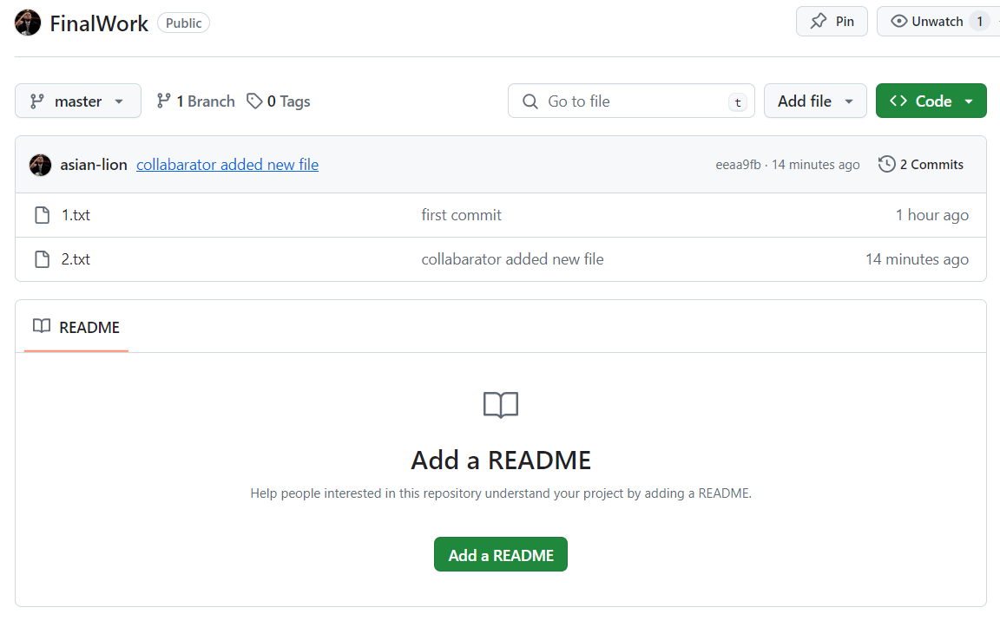 FinalWork Public Pin Unwatch 1
master 1 Branch 0 Tags Go to file t Add file Code
asian-lion collabarator added new file eeaa9fb · 14 minutes ago 2 Commits
1.txt first commit 1 hour ago
2.txt collabarator added new file 14 minutes ago
README
Add a README
Help people interested in this repository understand your project by adding a README.
Add a README